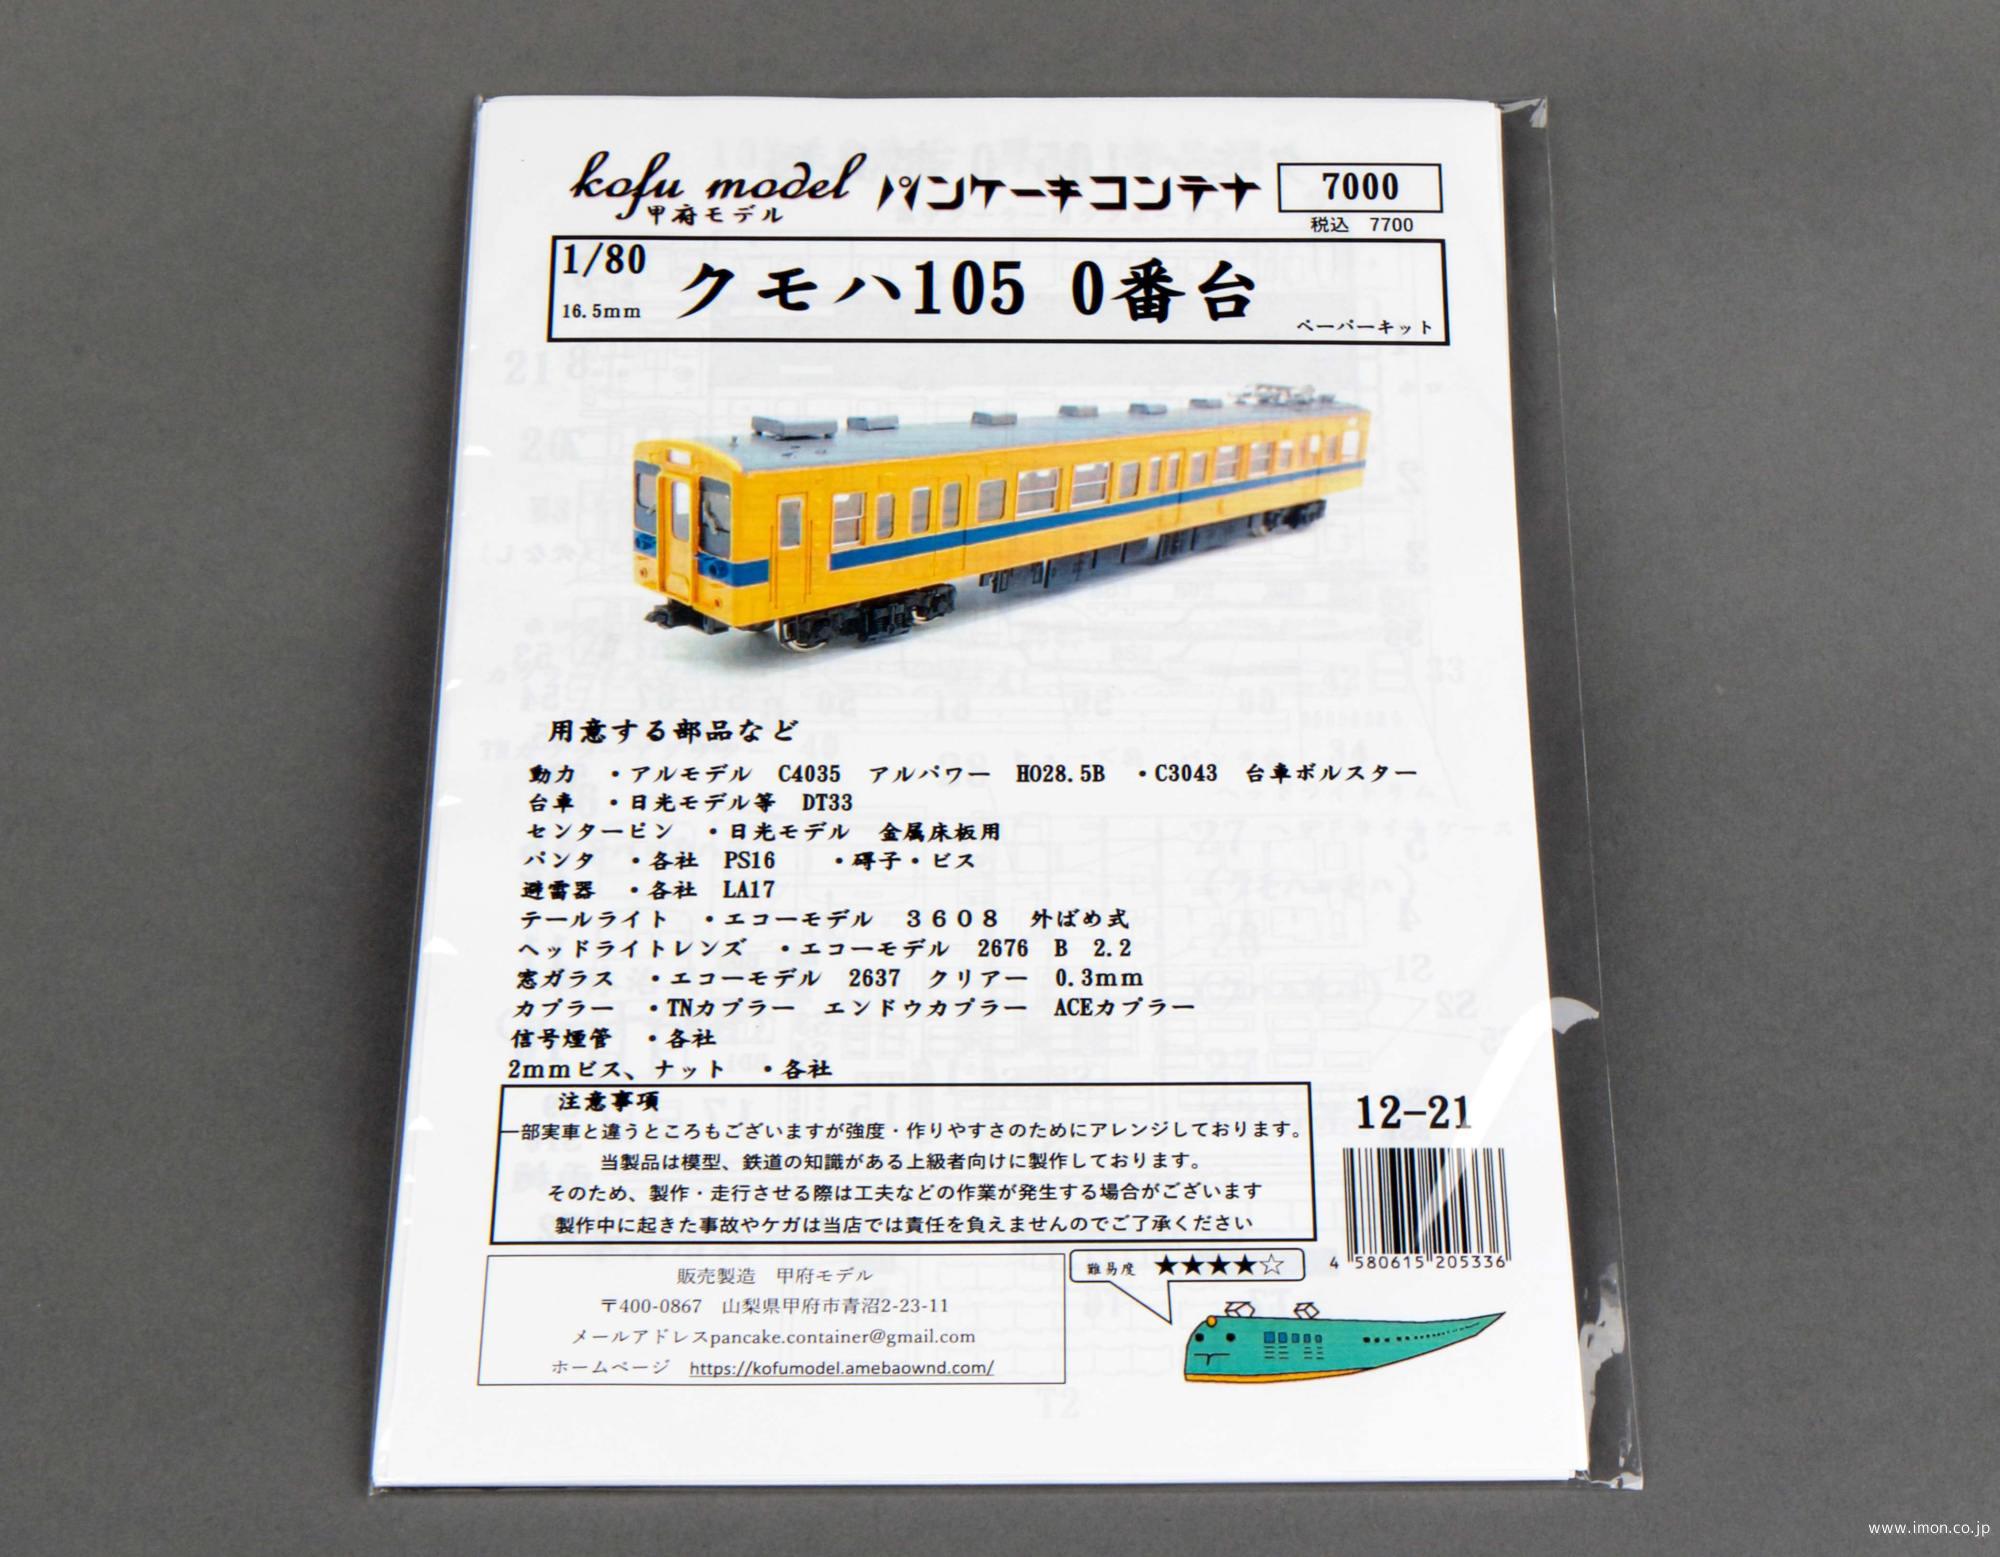 kofu model パンケーキコンテナ 7000
甲府モデル
税込 7700
1/80
クモハ105 0番台
16.5mm
ペーパーキット
用意する部品など
動力 ・アルモデル C4035 アルパワー HO28.5B ・C3043 台車ボルスター
台車 ・日光モデル等 DT33
センターピン ・日光モデル 金属床板用
パンタ ・各社 PS16 ・碍子・ビス
避雷器 ・各社 LA17
テールライト ・エコーモデル ３６０８ 外ばめ式
ヘッドライトレンズ ・エコーモデル 2676 B 2.2
窓ガラス ・エコーモデル 2637 クリアー 0.3mm
カプラー ・TNカプラー エンドウカプラー ACEカプラー
信号煙管 ・各社
2mmビス、ナット ・各社
注意事項
一部実車と違うところもございますが強度・作りやすさのためにアレンジしております。
当製品は模型、鉄道の知識がある上級者向けに製作しております。
そのため、製作・走行させる際は工夫などの作業が発生する場合がございます
製作中に起きた事故やケガは当店では責任を負えませんのでご了承ください
12-21
4 580615 205336
難易度 ★★★★☆
販売製造 甲府モデル
〒400-0867 山梨県甲府市青沼2-23-11
メールアドレスpancake.container@gmail.com
ホームページ https://kofumodel.amebaownd.com/
www.imon.co.jp